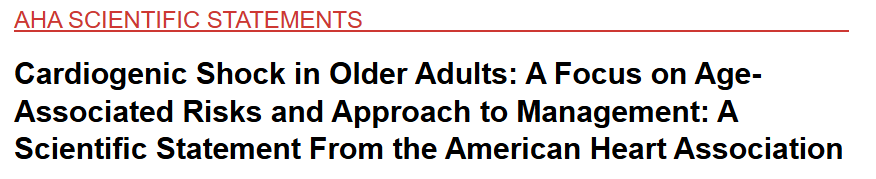 AHA SCIENTIFIC STATEMENTS
Cardiogenic Shock in Older Adults: A Focus on Age-
Associated Risks and Approach to Management: A
Scientific Statement From the American Heart Association